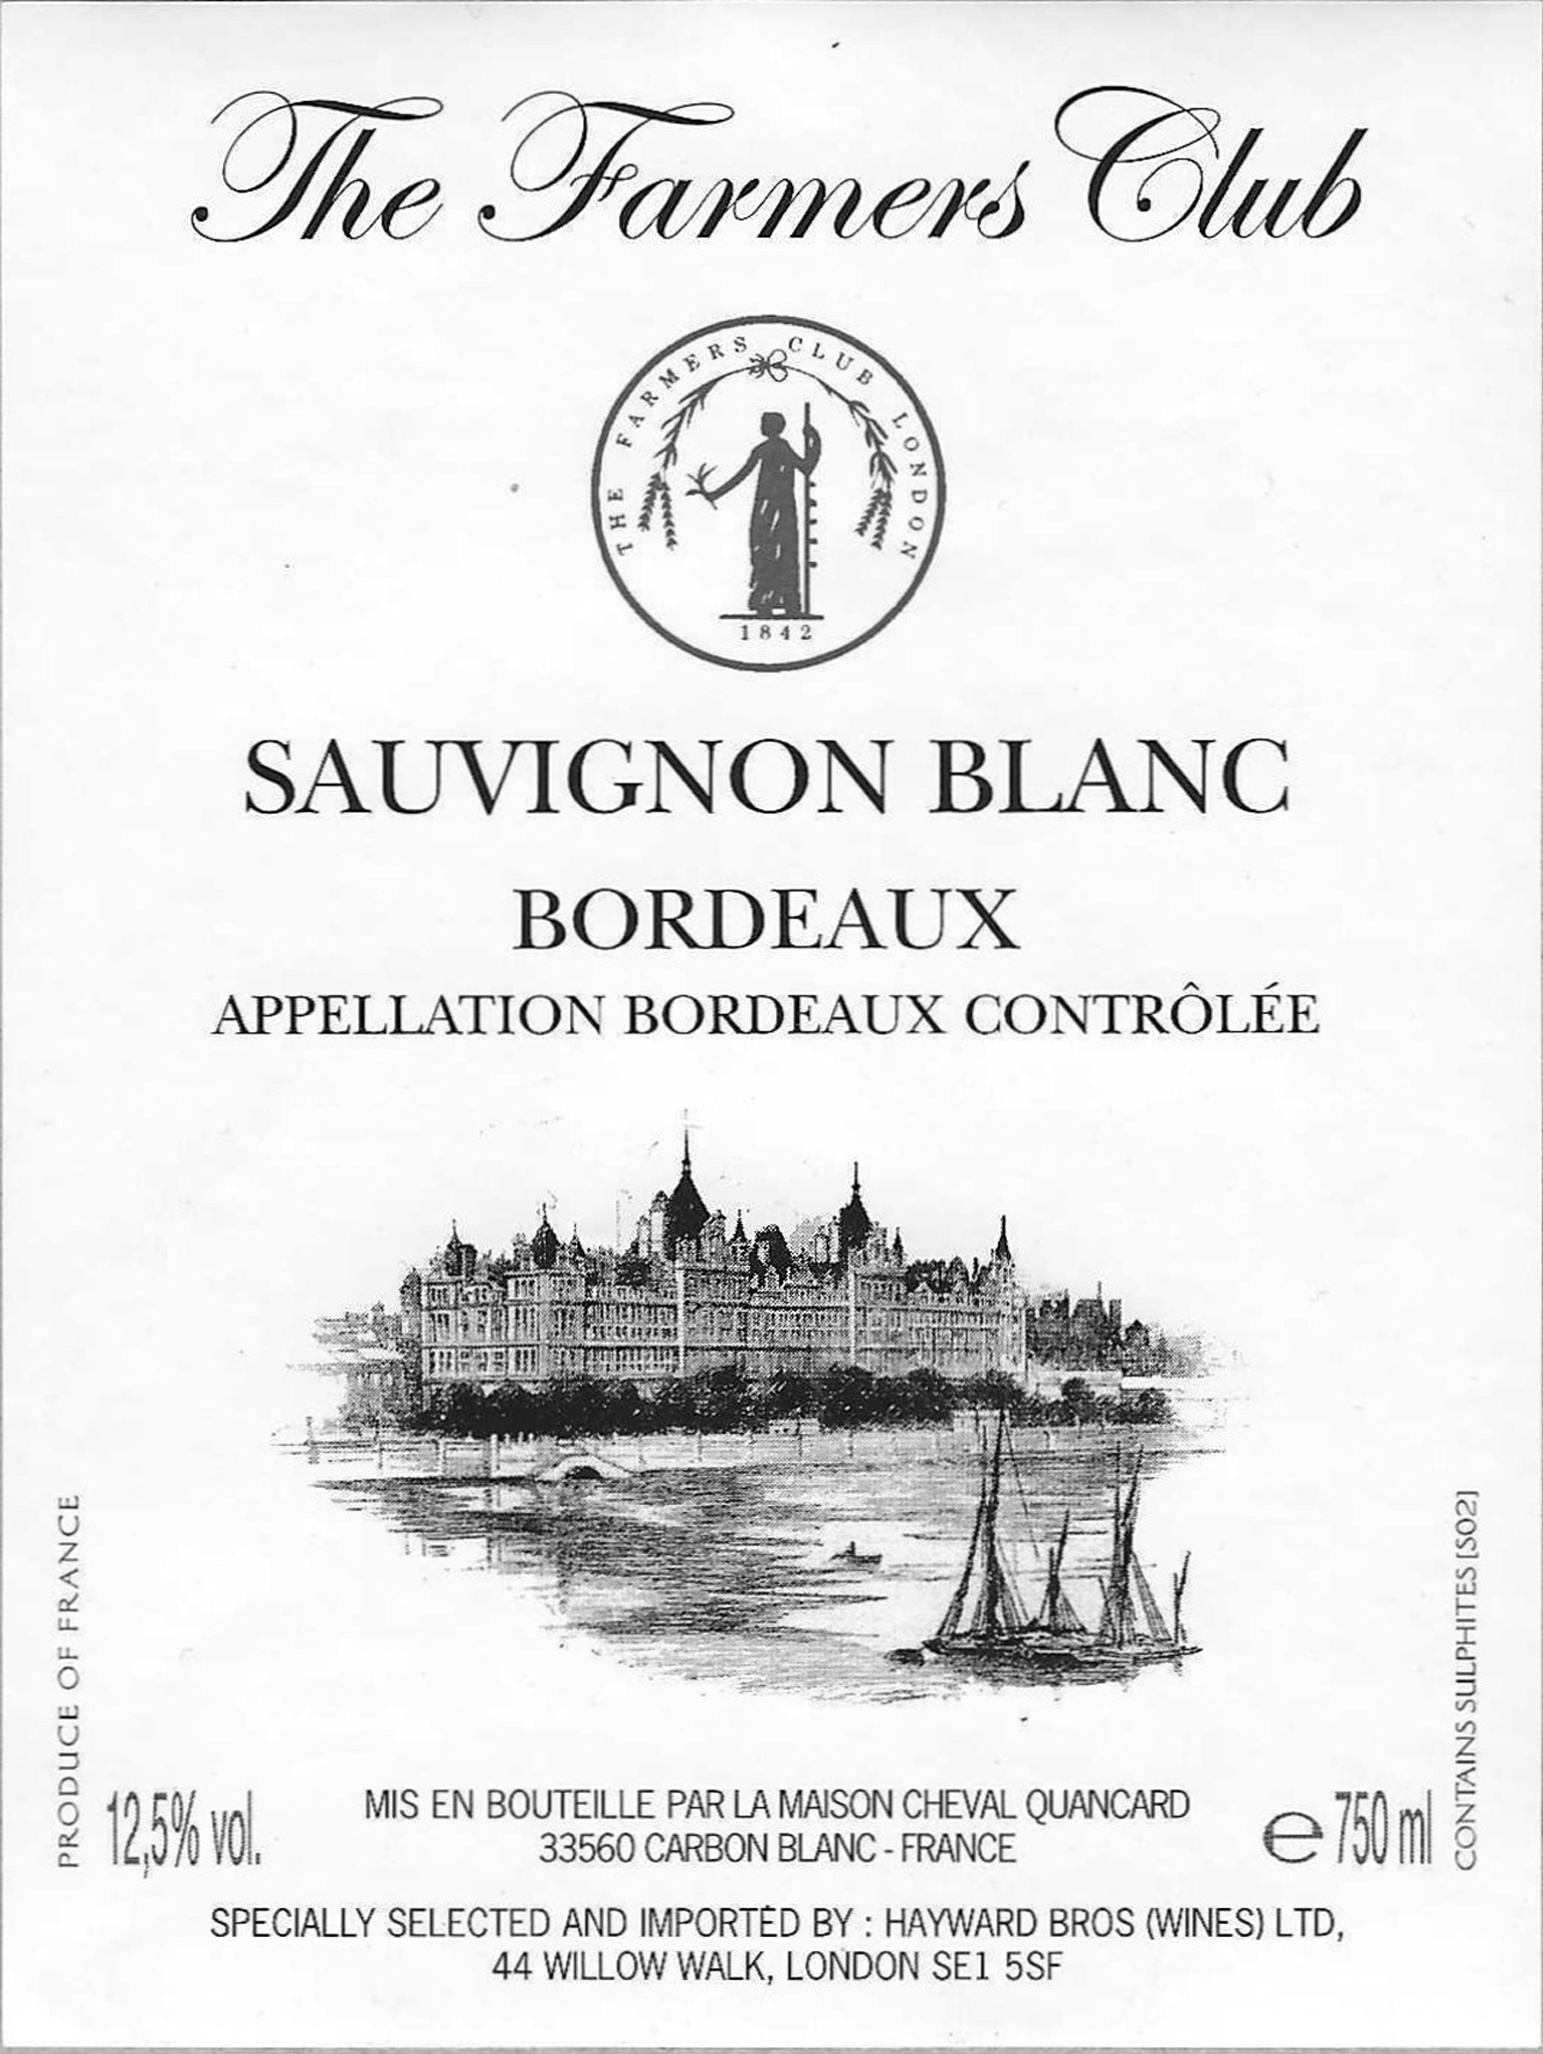 The Farmers Club
THE FARMERS CLUB LONDON
1842
SAUVIGNON BLANC
BORDEAUX
APPELLATION BORDEAUX CONTRÔLÉE
PRODUCE OF FRANCE
12,5% vol.
MIS EN BOUTEILLE PAR LA MAISON CHEVAL QUANCARD
33560 CARBON BLANC - FRANCE
e 750 ml
CONTAINS SULPHITES [SO2]
SPECIALLY SELECTED AND IMPORTED BY : HAYWARD BROS (WINES) LTD,
44 WILLOW WALK, LONDON SE1 5SF